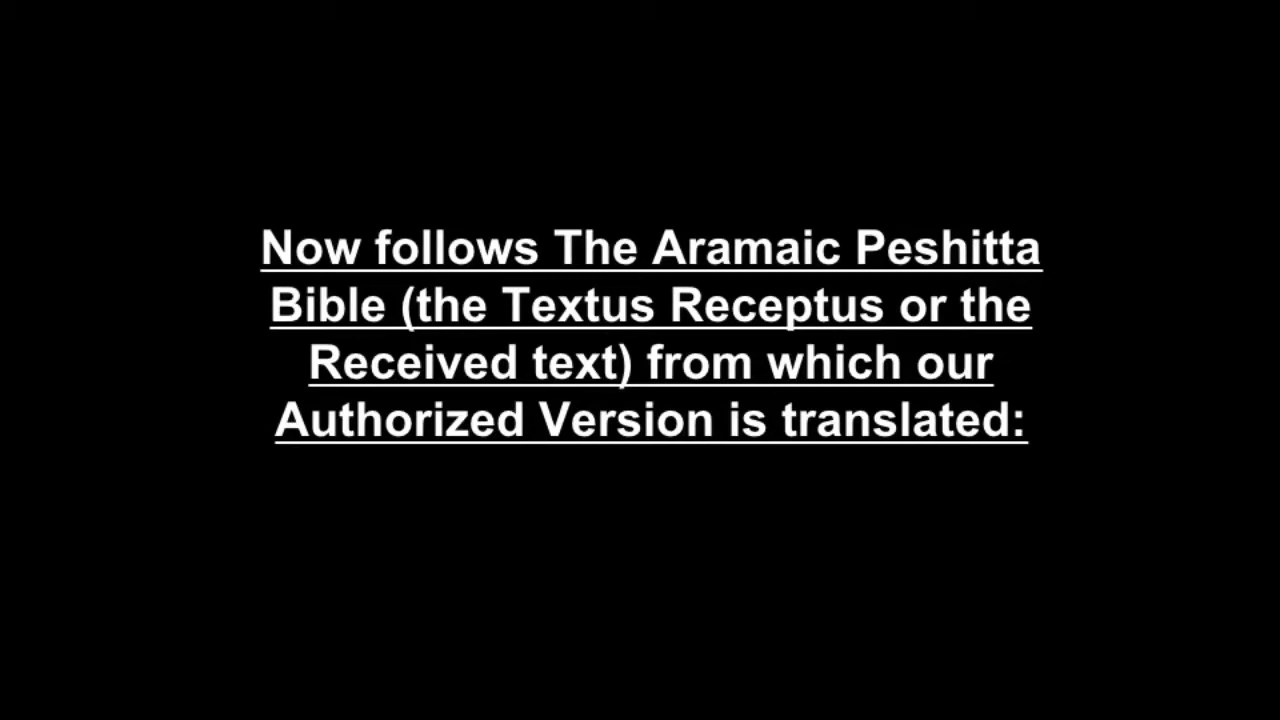 Now follows The Aramaic Peshitta
Bible (the Textus Receptus or the
Received text) from which our
Authorized Version is translated: